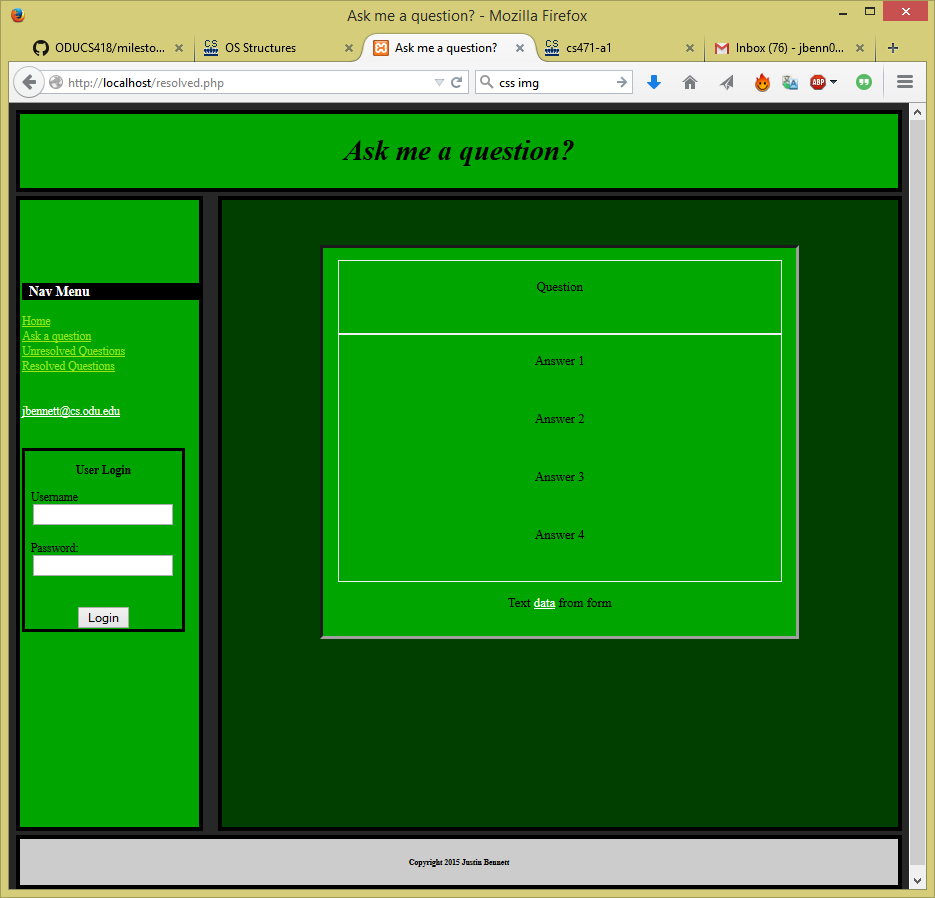 Ask me a question? - Mozilla Firefox
ODUCS418/milesto... CS OS Structures Ask me a question? CS cs471-a1 Inbox (76) - jbenn0...
http://localhost/resolved.php css img ABP
Ask me a question?
Nav Menu
Home
Ask a question
Unresolved Questions
Resolved Questions
jbennett@cs.odu.edu
User Login
Username
Password:
Login
Question
Answer 1
Answer 2
Answer 3
Answer 4
Text data from form
Copyright 2015 Justin Bennett